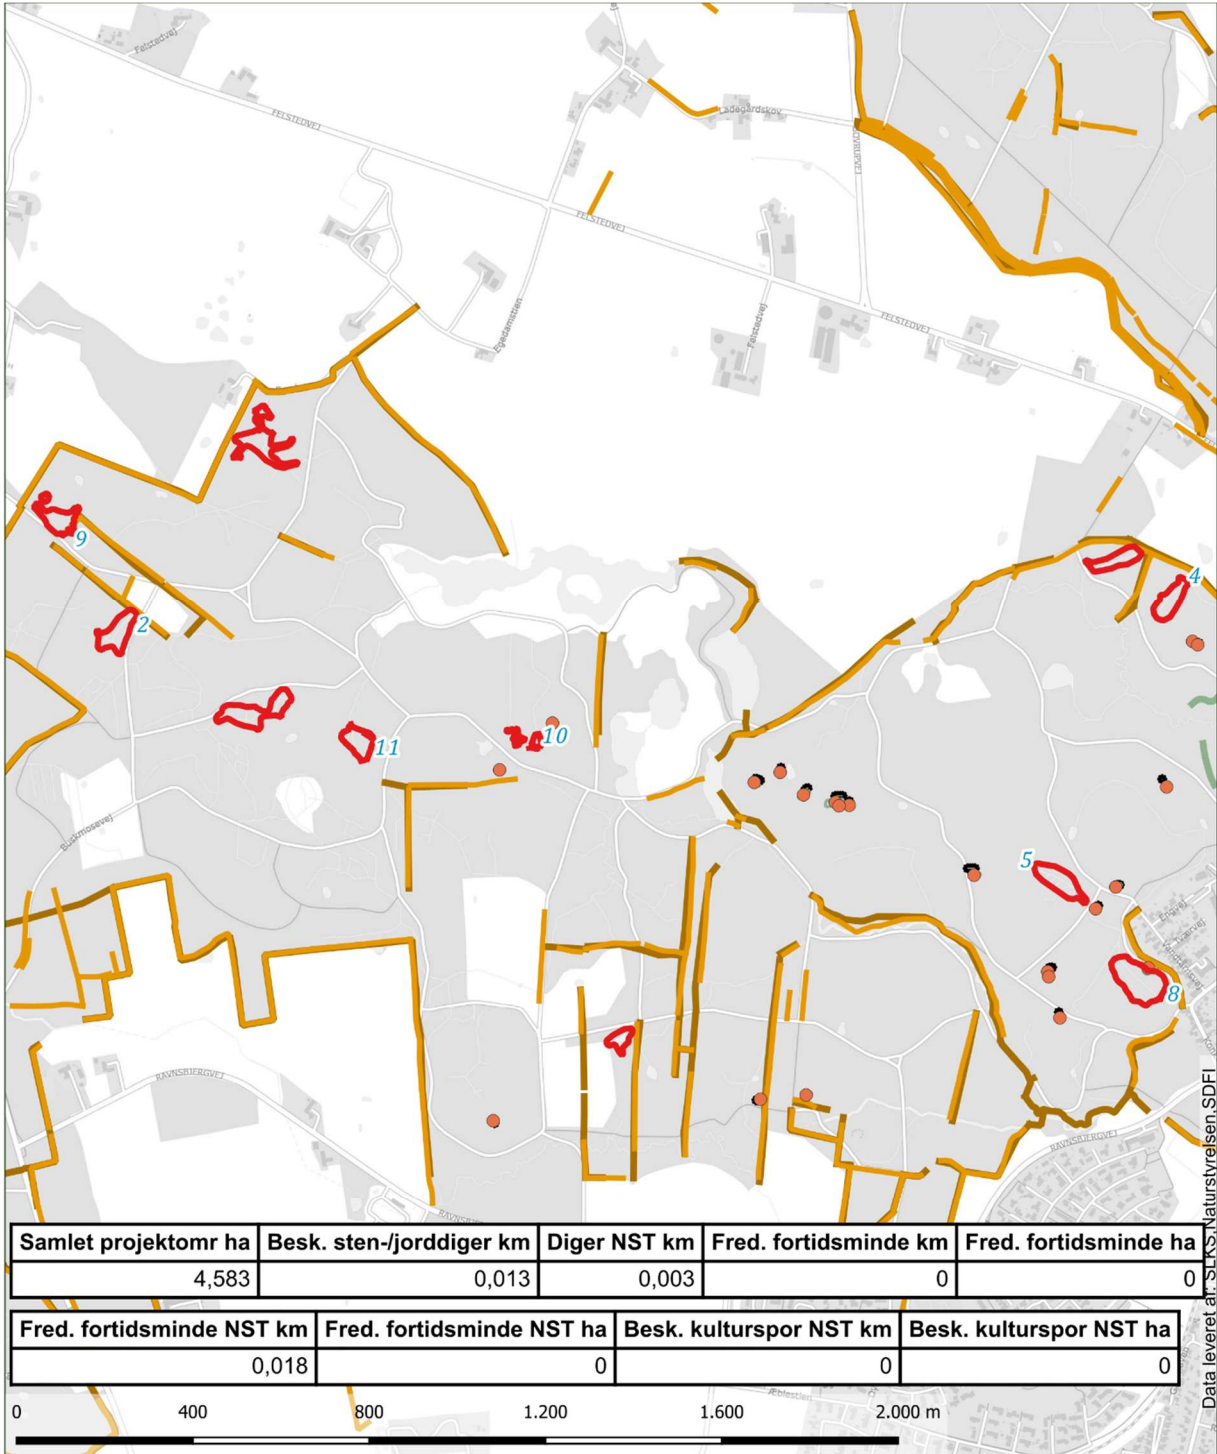 Felstedvej
FELSTEDVEJ
Ladegårdskov
FELSTEDVEJ
Egedamstien
Felstedvej
FELSTEDVEJ
9
4
2
11
10
Buskmosevej
5
Engvej
8
RAVNSBJERGVEJ
RAVNSBJERGVEJ
Data leveret af: SLKS,Naturstyrelsen,SDFI
Samlet projektomr ha Besk. sten-/jorddiger km Diger NST km Fred. fortidsminde km Fred. fortidsminde ha
4,583 0,013 0,003 0 0
Fred. fortidsminde NST km Fred. fortidsminde NST ha Besk. kulturspor NST km Besk. kulturspor NST ha
0,018 0 0 0
Æblestien
0 400 800 1.200 1.600 2.000 m